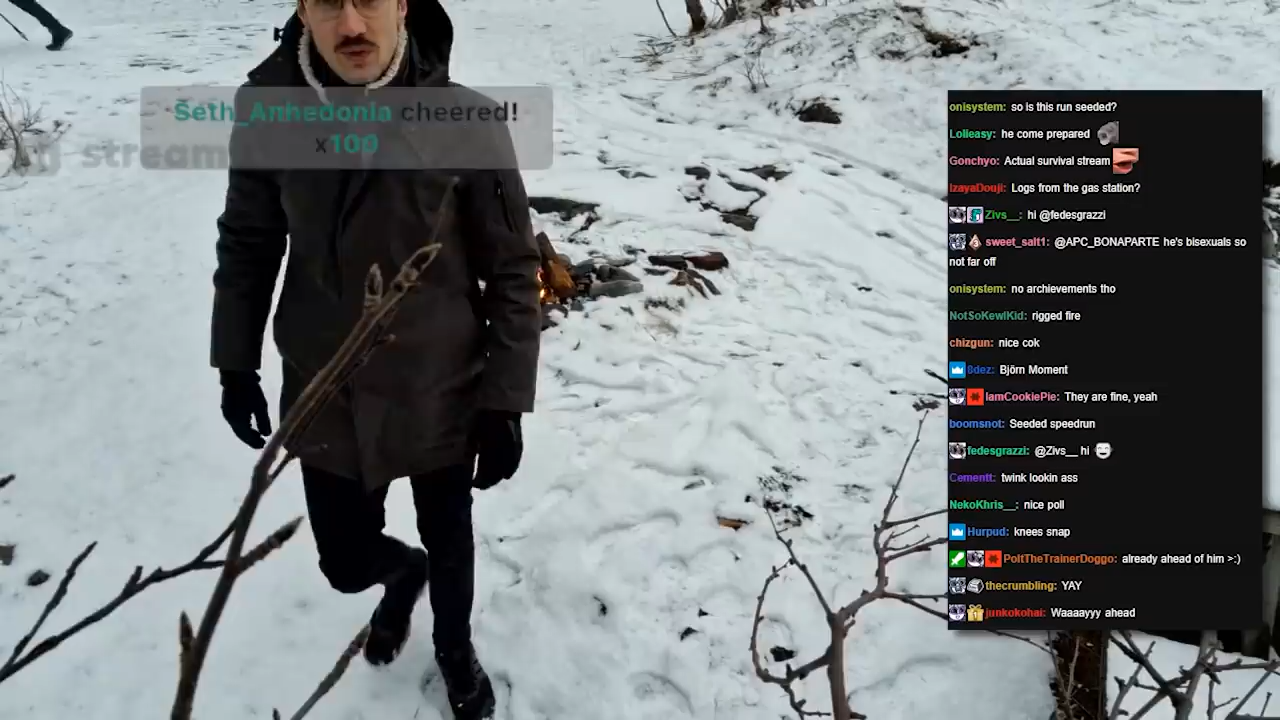 Seth_Anhedonia cheered!
x100
stream
onisystem: so is this run seeded?
Lolleasy: he come prepared
Gonchyo: Actual survival stream
IzayaDouji: Logs from the gas station?
Zivs__: hi @fedesgrazzi
sweet_salt1: @APC_BONAPARTE he's bisexuals so
not far off
onisystem: no archievements tho
NotSoKewlKid: rigged fire
chizgun: nice cok
8dez: Björn Moment
IamCookiePie: They are fine, yeah
boomsnot: Seeded speedrun
fedesgrazzi: @Zivs__ hi
Cementt: twink lookin ass
NekoKhris__: nice poll
Hurpud: knees snap
PoltTheTrainerDoggo: already ahead of him >:)
thecrumbling: YAY
junkokohai: Waaaayyy ahead